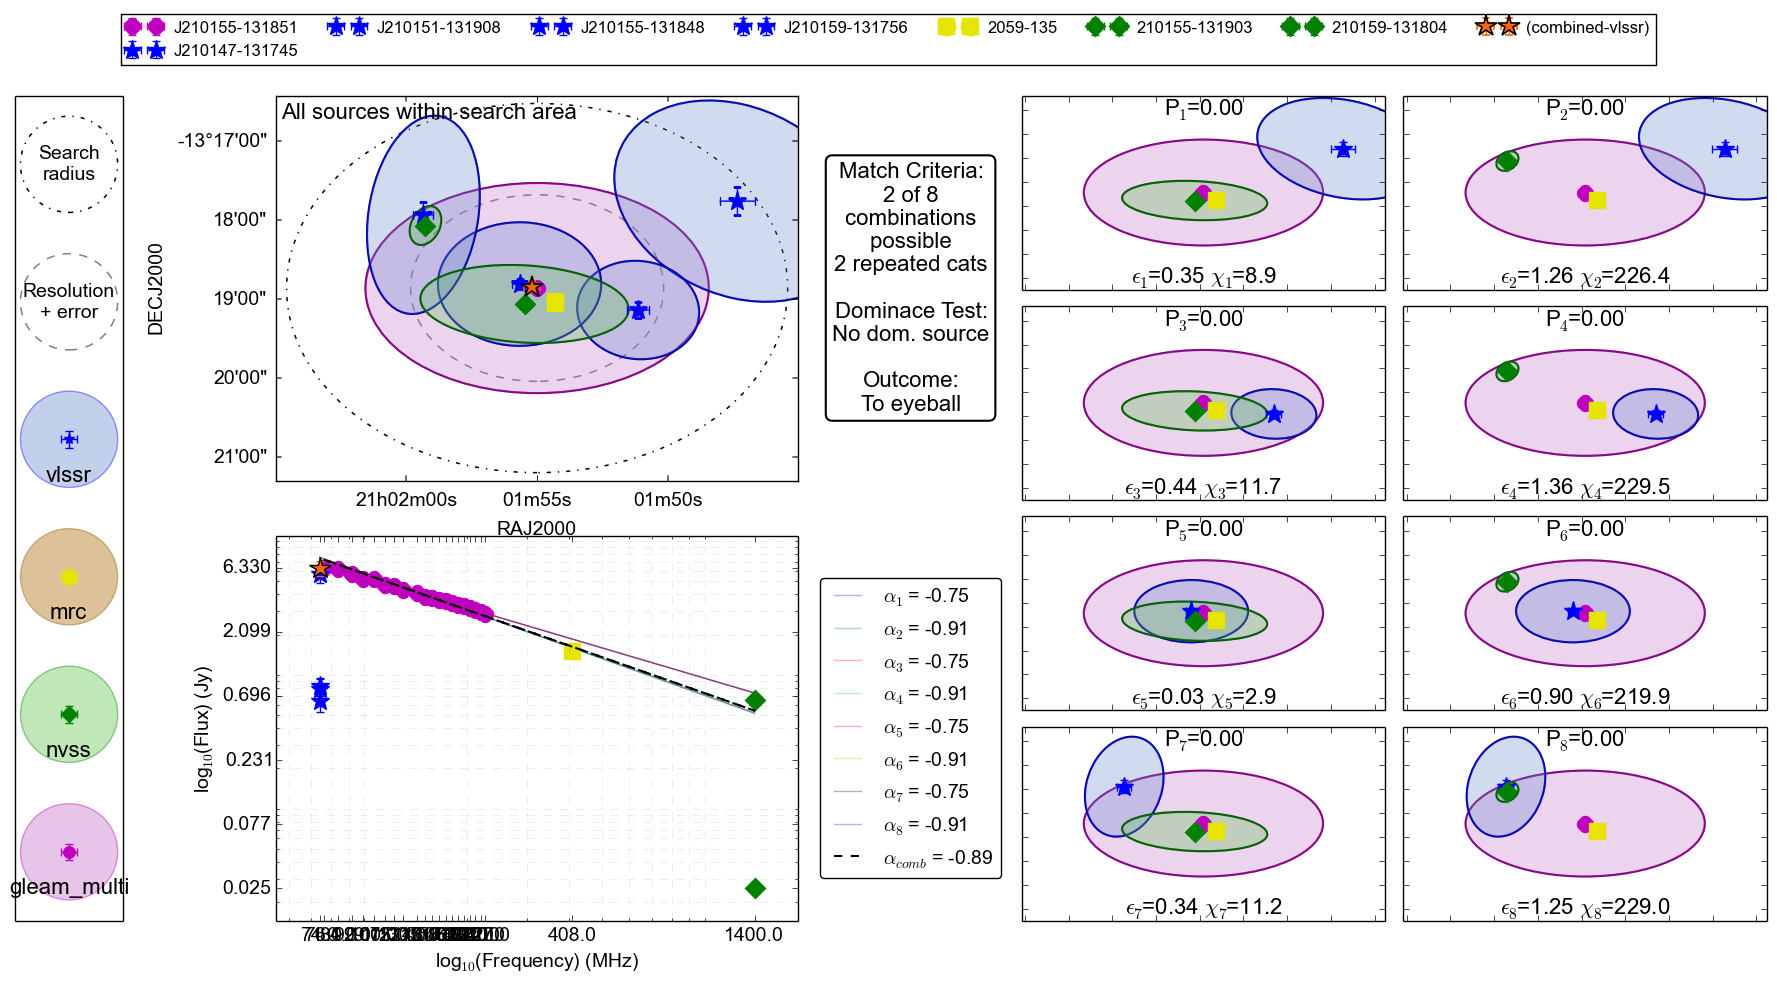 J210155-131851 J210151-131908 J210155-131848 J210159-131756 2059-135 210155-131903 210159-131804 (combined-vlssr)
J210147-131745
Search
radius
Resolution
+ error
vlssr
mrc
nvss
gleam_multi
All sources within search area
DECJ2000
-13°17'00"
18'00"
19'00"
20'00"
21'00"
21h02m00s 01m55s 01m50s
RAJ2000
Match Criteria:
2 of 8
combinations
possible
2 repeated cats
Dominace Test:
No dom. source
Outcome:
To eyeball
log10(Flux) (Jy)
6.330
2.099
0.696
0.231
0.077
0.025
408.0 1400.0
log10(Frequency) (MHz)
α1 = -0.75
α2 = -0.91
α3 = -0.75
α4 = -0.91
α5 = -0.75
α6 = -0.91
α7 = -0.75
α8 = -0.91
αcomb = -0.89
P1=0.00
ϵ1=0.35 χ1=8.9
P2=0.00
ϵ2=1.26 χ2=226.4
P3=0.00
ϵ3=0.44 χ3=11.7
P4=0.00
ϵ4=1.36 χ4=229.5
P5=0.00
ϵ5=0.03 χ5=2.9
P6=0.00
ϵ6=0.90 χ6=219.9
P7=0.00
ϵ7=0.34 χ7=11.2
P8=0.00
ϵ8=1.25 χ8=229.0